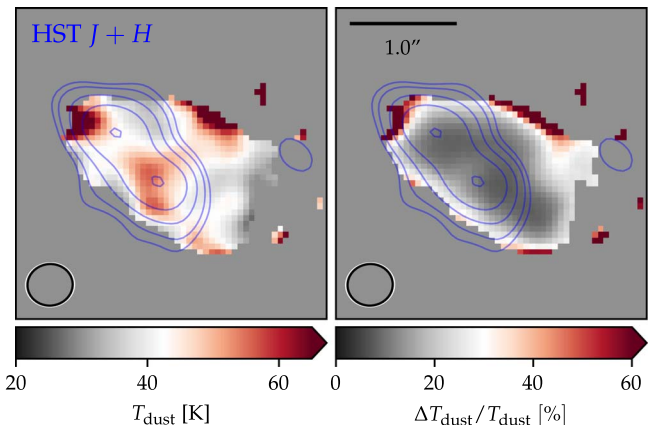 HST J + H
1.0″
20 40 60
0 20 40 60
T_dust [K]
ΔT_dust/T_dust [%]